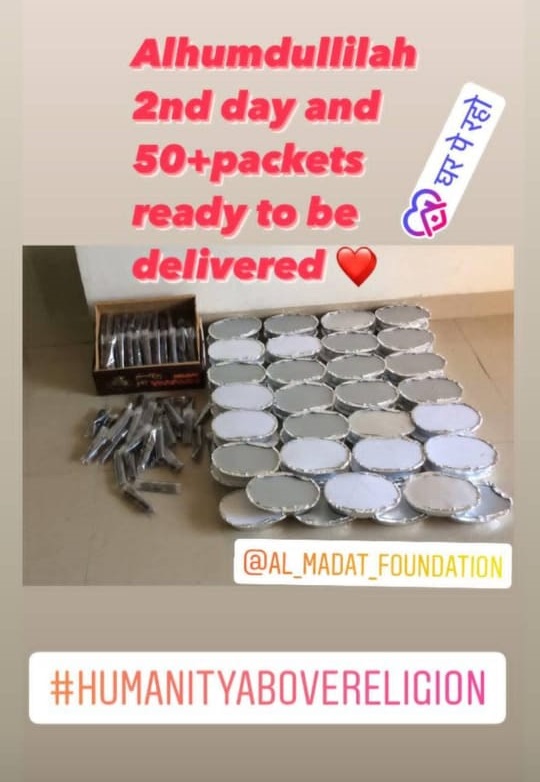 Alhumdullilah
2nd day and
50+packets
ready to be
delivered ❤️
घर पे रहो
@AL_MADAT_FOUNDATION
#HUMANITYABOVERELIGION